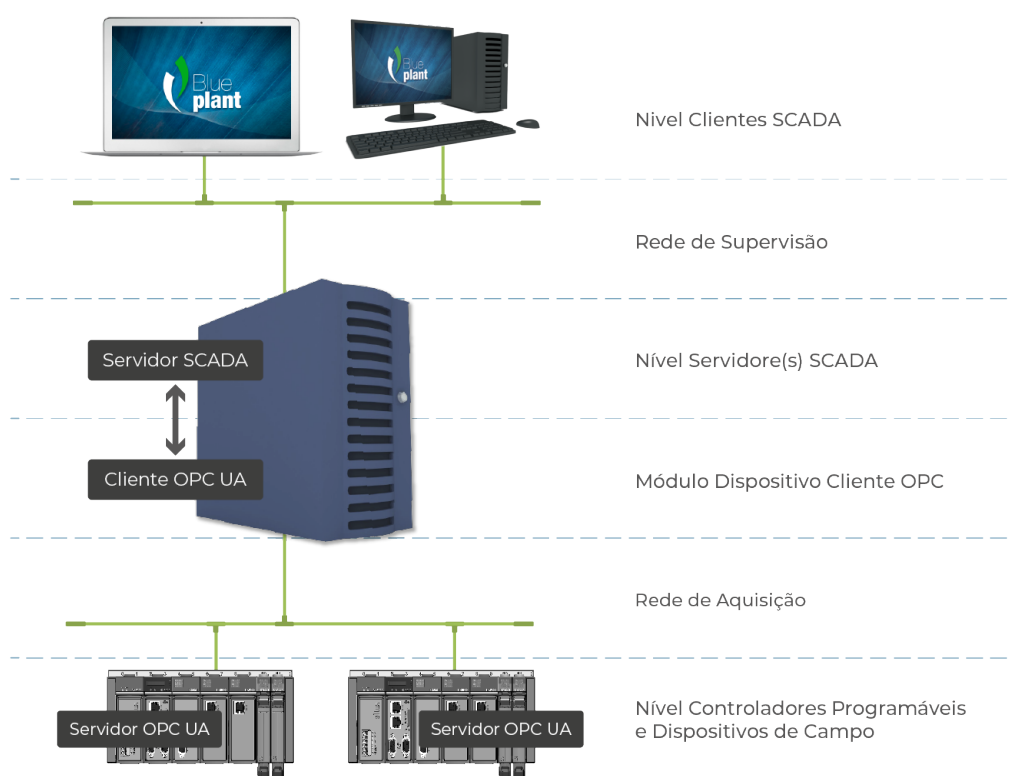 Blue
plant
Blue
plant
Nivel Clientes SCADA
Rede de Supervisão
Servidor SCADA
Nível Servidore(s) SCADA
Cliente OPC UA
Módulo Dispositivo Cliente OPC
Rede de Aquisição
Servidor OPC UA
Servidor OPC UA
Nível Controladores Programáveis
e Dispositivos de Campo